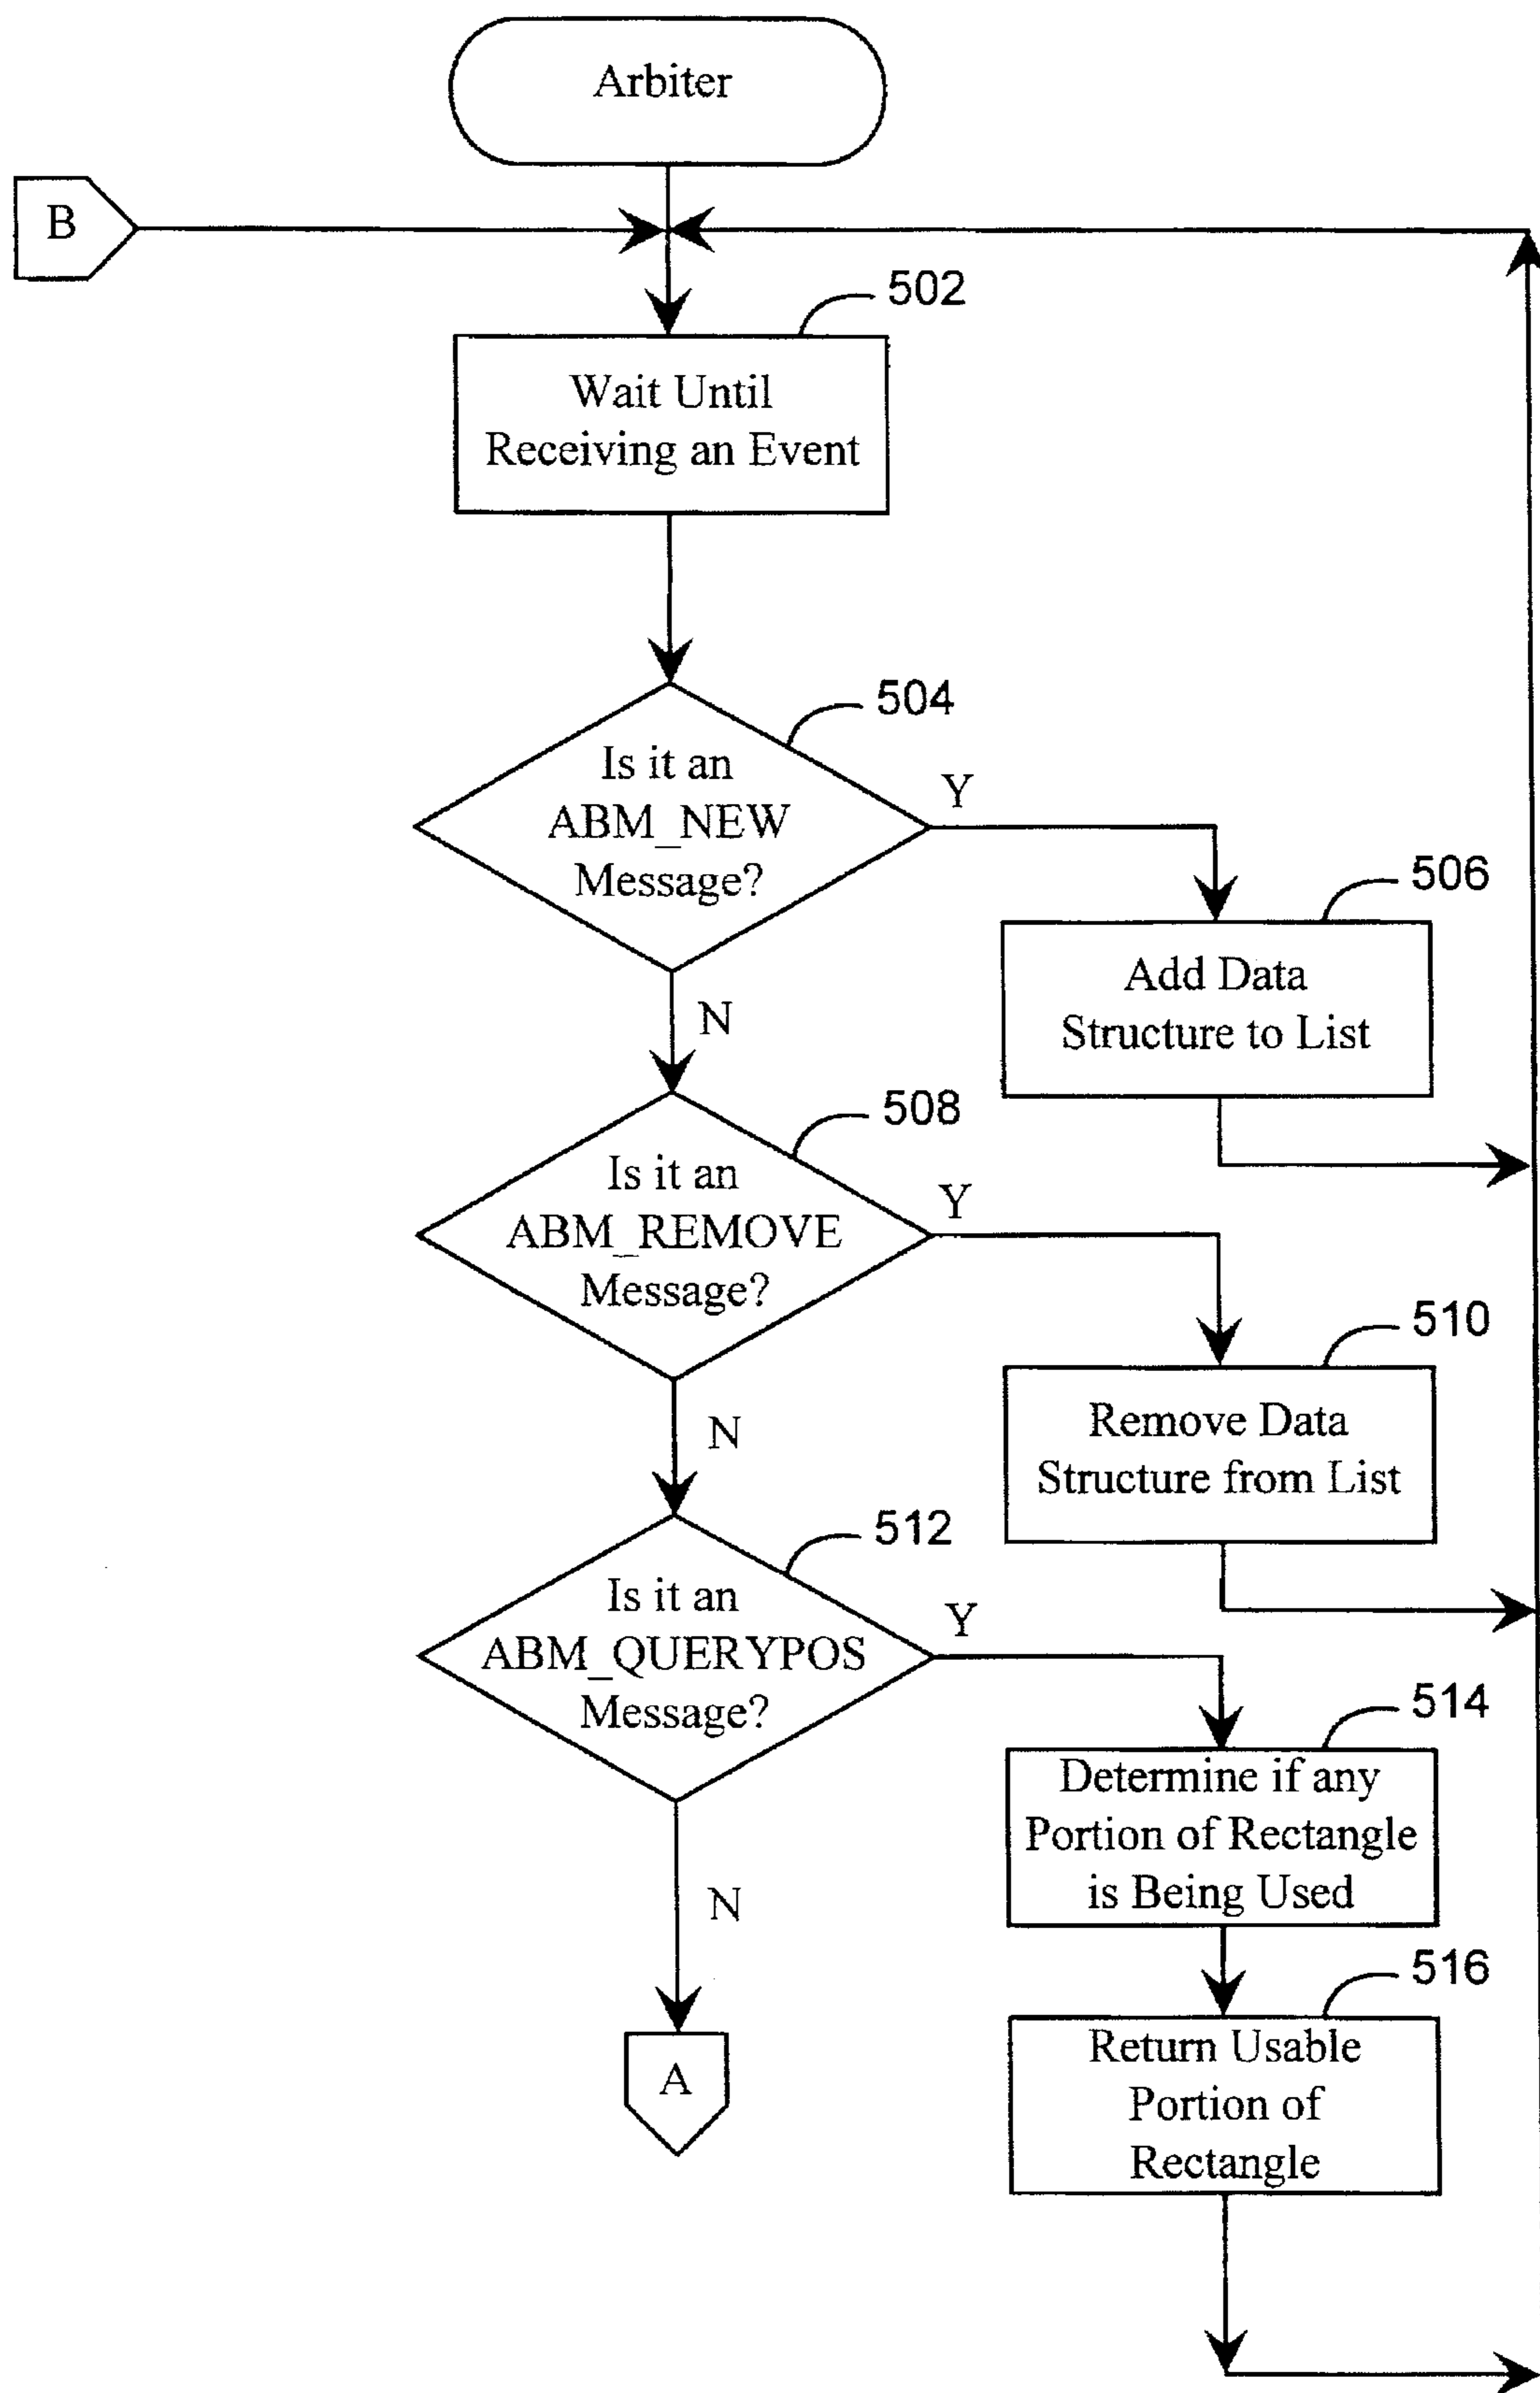 Arbiter
B
502
Wait Until
Receiving an Event
504
Is it an
ABM_NEW
Message?
Y
506
Add Data
Structure to List
N
508
Is it an
ABM_REMOVE
Message?
Y
510
Remove Data
Structure from List
N
512
Is it an
ABM_QUERYPOS
Message?
Y
514
Determine if any
Portion of Rectangle
is Being Used
N
516
Return Usable
Portion of
Rectangle
A